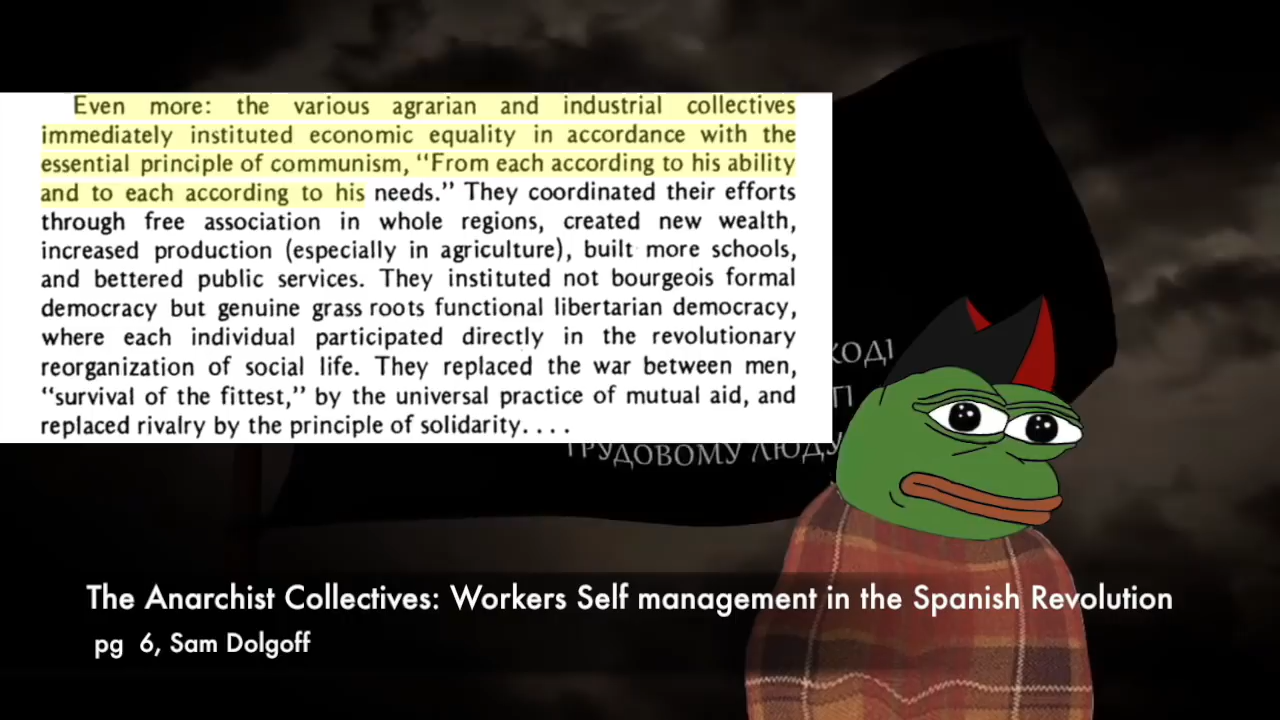 Even more: the various agrarian and industrial collectives
immediately instituted economic equality in accordance with the
essential principle of communism, “From each according to his ability
and to each according to his needs.” They coordinated their efforts
through free association in whole regions, created new wealth,
increased production (especially in agriculture), built more schools,
and bettered public services. They instituted not bourgeois formal
democracy but genuine grass roots functional libertarian democracy,
where each individual participated directly in the revolutionary
reorganization of social life. They replaced the war between men,
“survival of the fittest,” by the universal practice of mutual aid, and
replaced rivalry by the principle of solidarity. . . .
ТРУДОВОМУ ЛЮДУ
The Anarchist Collectives: Workers Self management in the Spanish Revolution
pg 6, Sam Dolgoff